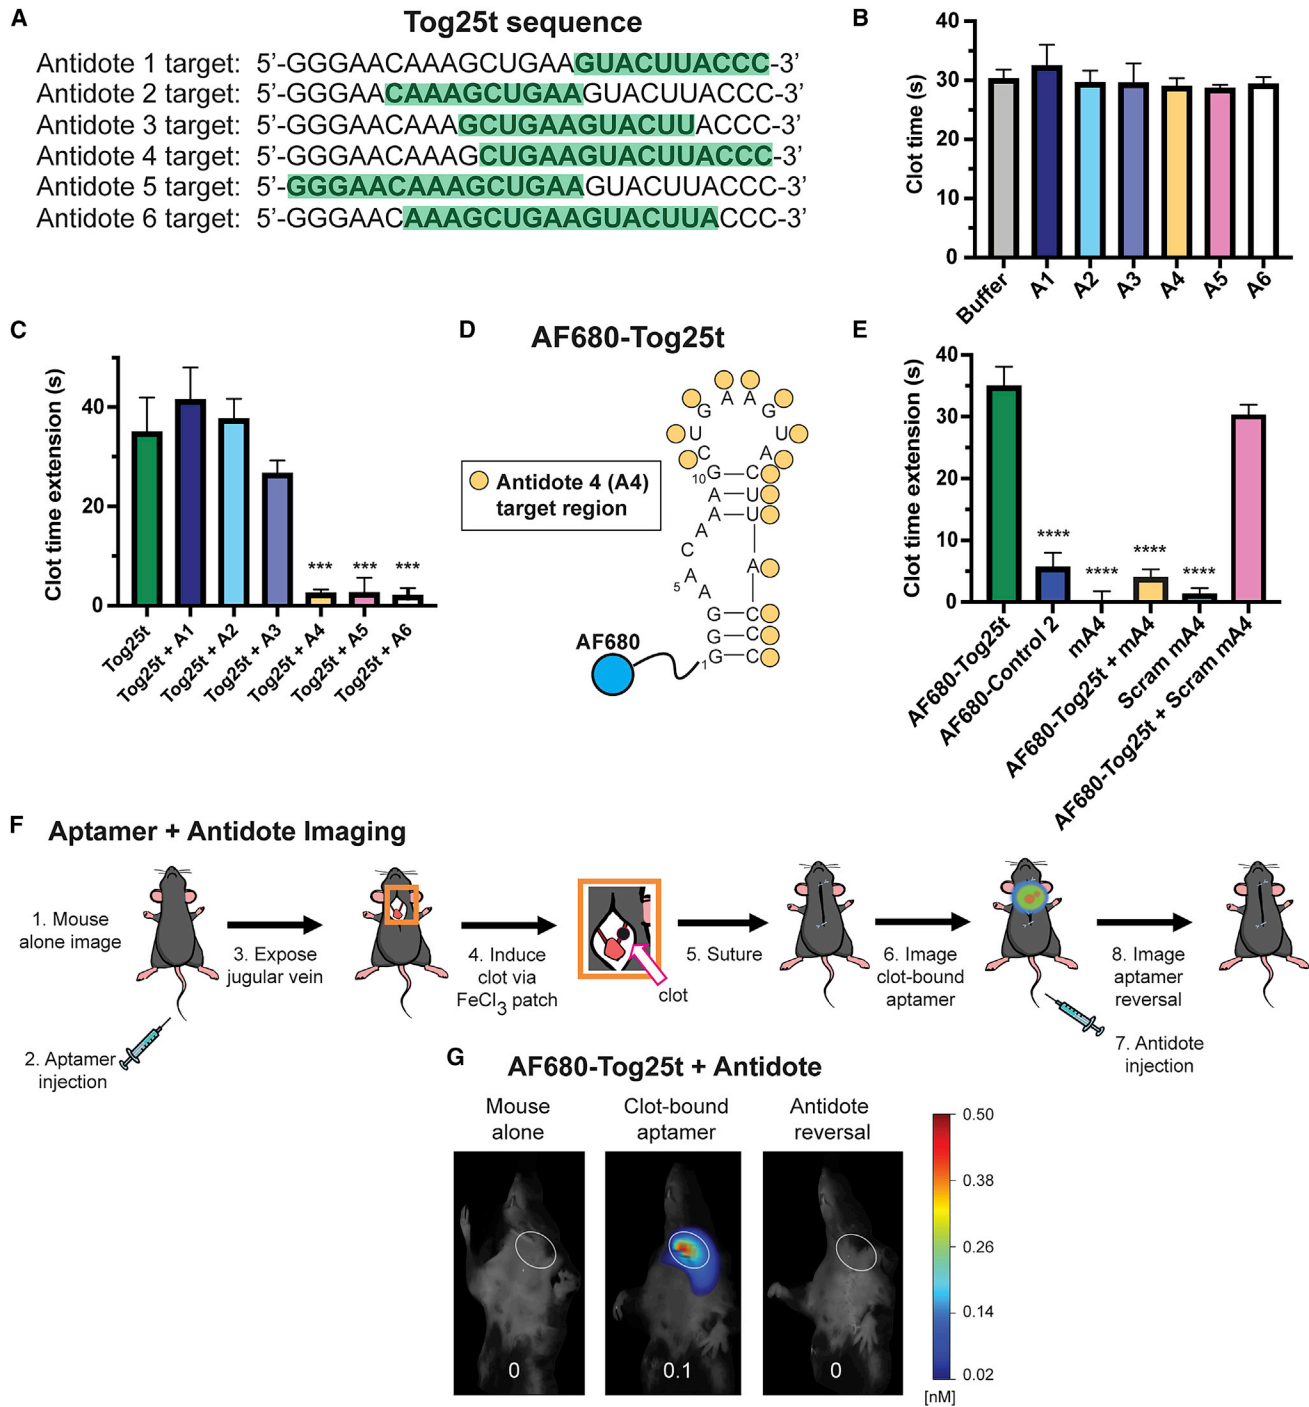 A
Tog25t sequence
Antidote 1 target: 5’-GGGAACAAAGCUGAAGUACUUACCC-3’
Antidote 2 target: 5’-GGGAACAAAGCUGAAGUACUUACCC-3’
Antidote 3 target: 5’-GGGAACAAAGCUGAAGUACUUACCC-3’
Antidote 4 target: 5’-GGGAACAAAGCUGAAGUACUUACCC-3’
Antidote 5 target: 5’-GGGAACAAAGCUGAAGUACUUACCC-3’
Antidote 6 target: 5’-GGGAACAAAGCUGAAGUACUUACCC-3’
B
Clot time (s)
40
30
20
10
0
Buffer
A1
A2
A3
A4
A5
A6
C
Clot time extension (s)
40
20
0
***
***
***
Tog25t
Tog25t + A1
Tog25t + A2
Tog25t + A3
Tog25t + A4
Tog25t + A5
Tog25t + A6
D
AF680-Tog25t
Antidote 4 (A4)
target region
A A
G G
U U
C A
10 G C
A U
A U
A
C
A A
5 A
G C
G C
1 G C
AF680
E
Clot time extension (s)
40
30
20
10
0
****
****
****
****
AF680-Tog25t
AF680-Control 2
mA4
AF680-Tog25t + mA4
Scram mA4
AF680-Tog25t + Scram mA4
F
Aptamer + Antidote Imaging
1. Mouse
alone image
2. Aptamer
injection
3. Expose
jugular vein
4. Induce
clot via
FeCl3 patch
clot
5. Suture
6. Image
clot-bound
aptamer
7. Antidote
injection
8. Image
aptamer
reversal
G
AF680-Tog25t + Antidote
Mouse
alone
Clot-bound
aptamer
Antidote
reversal
0
0.1
0
0.50
0.38
0.26
0.14
0.02
[nM]